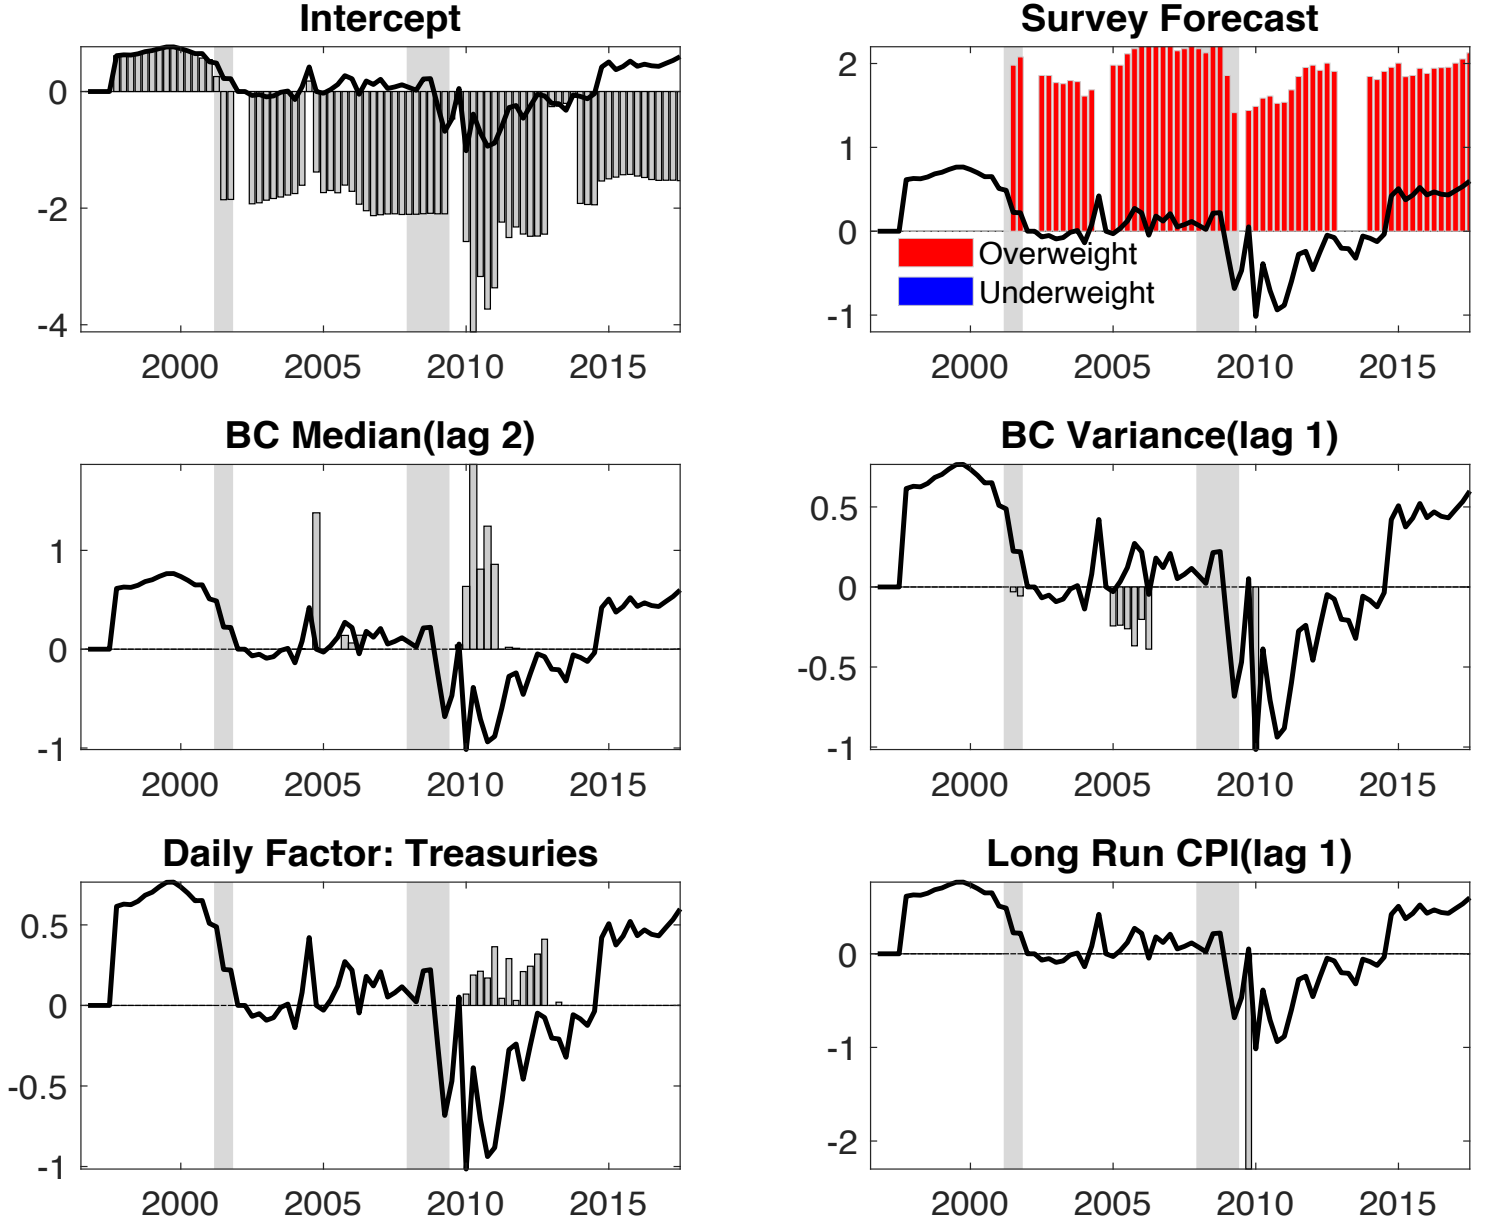 Intercept
0
-2
-4
2000 2005 2010 2015
Survey Forecast
2
1
0
-1
Overweight
Underweight
2000 2005 2010 2015
BC Median(lag 2)
1
0
-1
2000 2005 2010 2015
BC Variance(lag 1)
0.5
0
-0.5
-1
2000 2005 2010 2015
Daily Factor: Treasuries
0.5
0
-0.5
-1
2000 2005 2010 2015
Long Run CPI(lag 1)
0
-1
-2
2000 2005 2010 2015